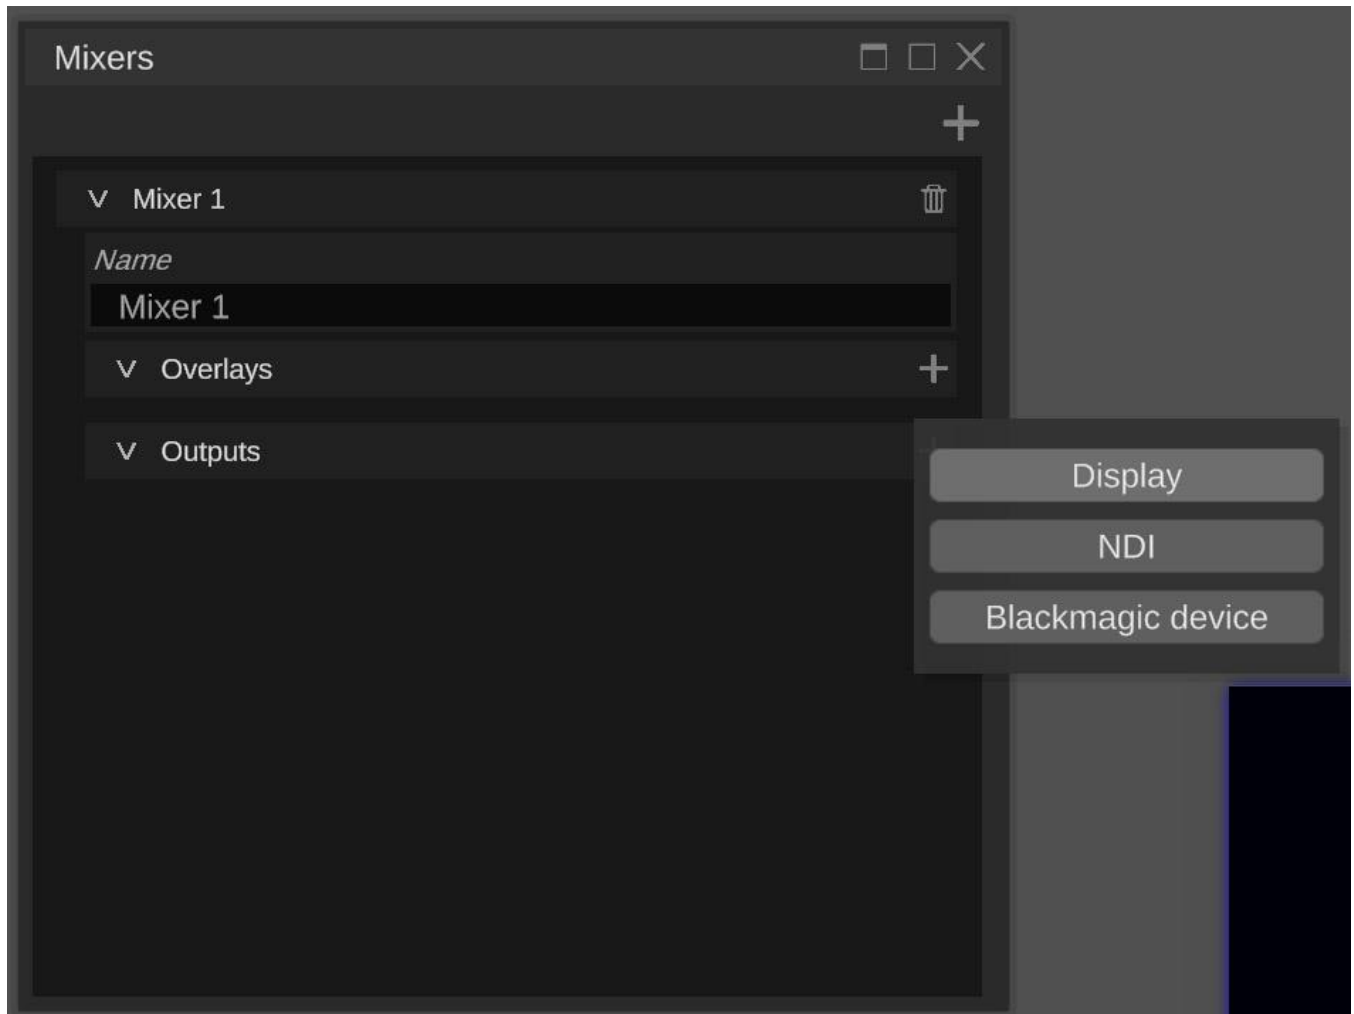 Mixers
Mixer 1
Name
Mixer 1
Overlays
Outputs
Display
NDI
Blackmagic device